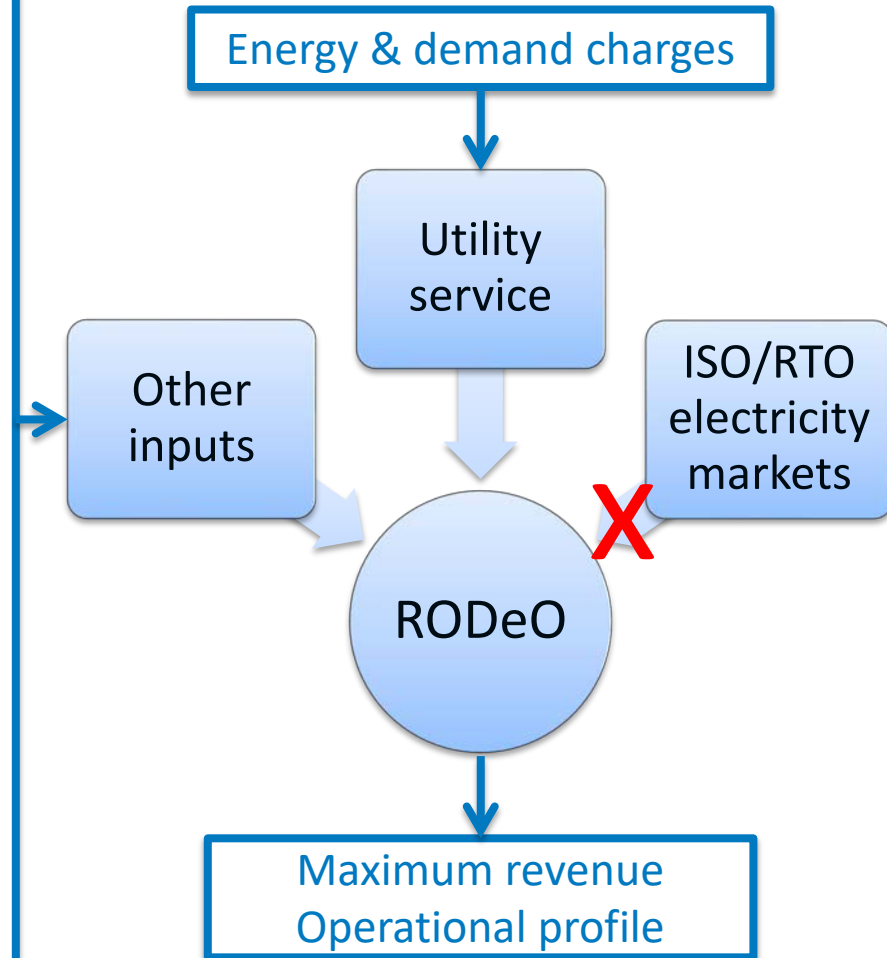 Energy & demand charges
Utility
service
Other
inputs
ISO/RTO
electricity
markets
X
RODeO
Maximum revenue
Operational profile